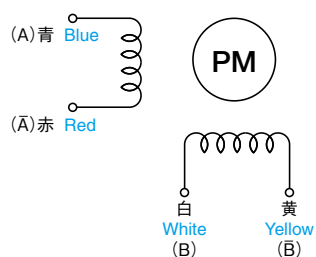 (A)青 Blue
PM
(Ā)赤 Red
白 黄
White Yellow
(B) (B̄)